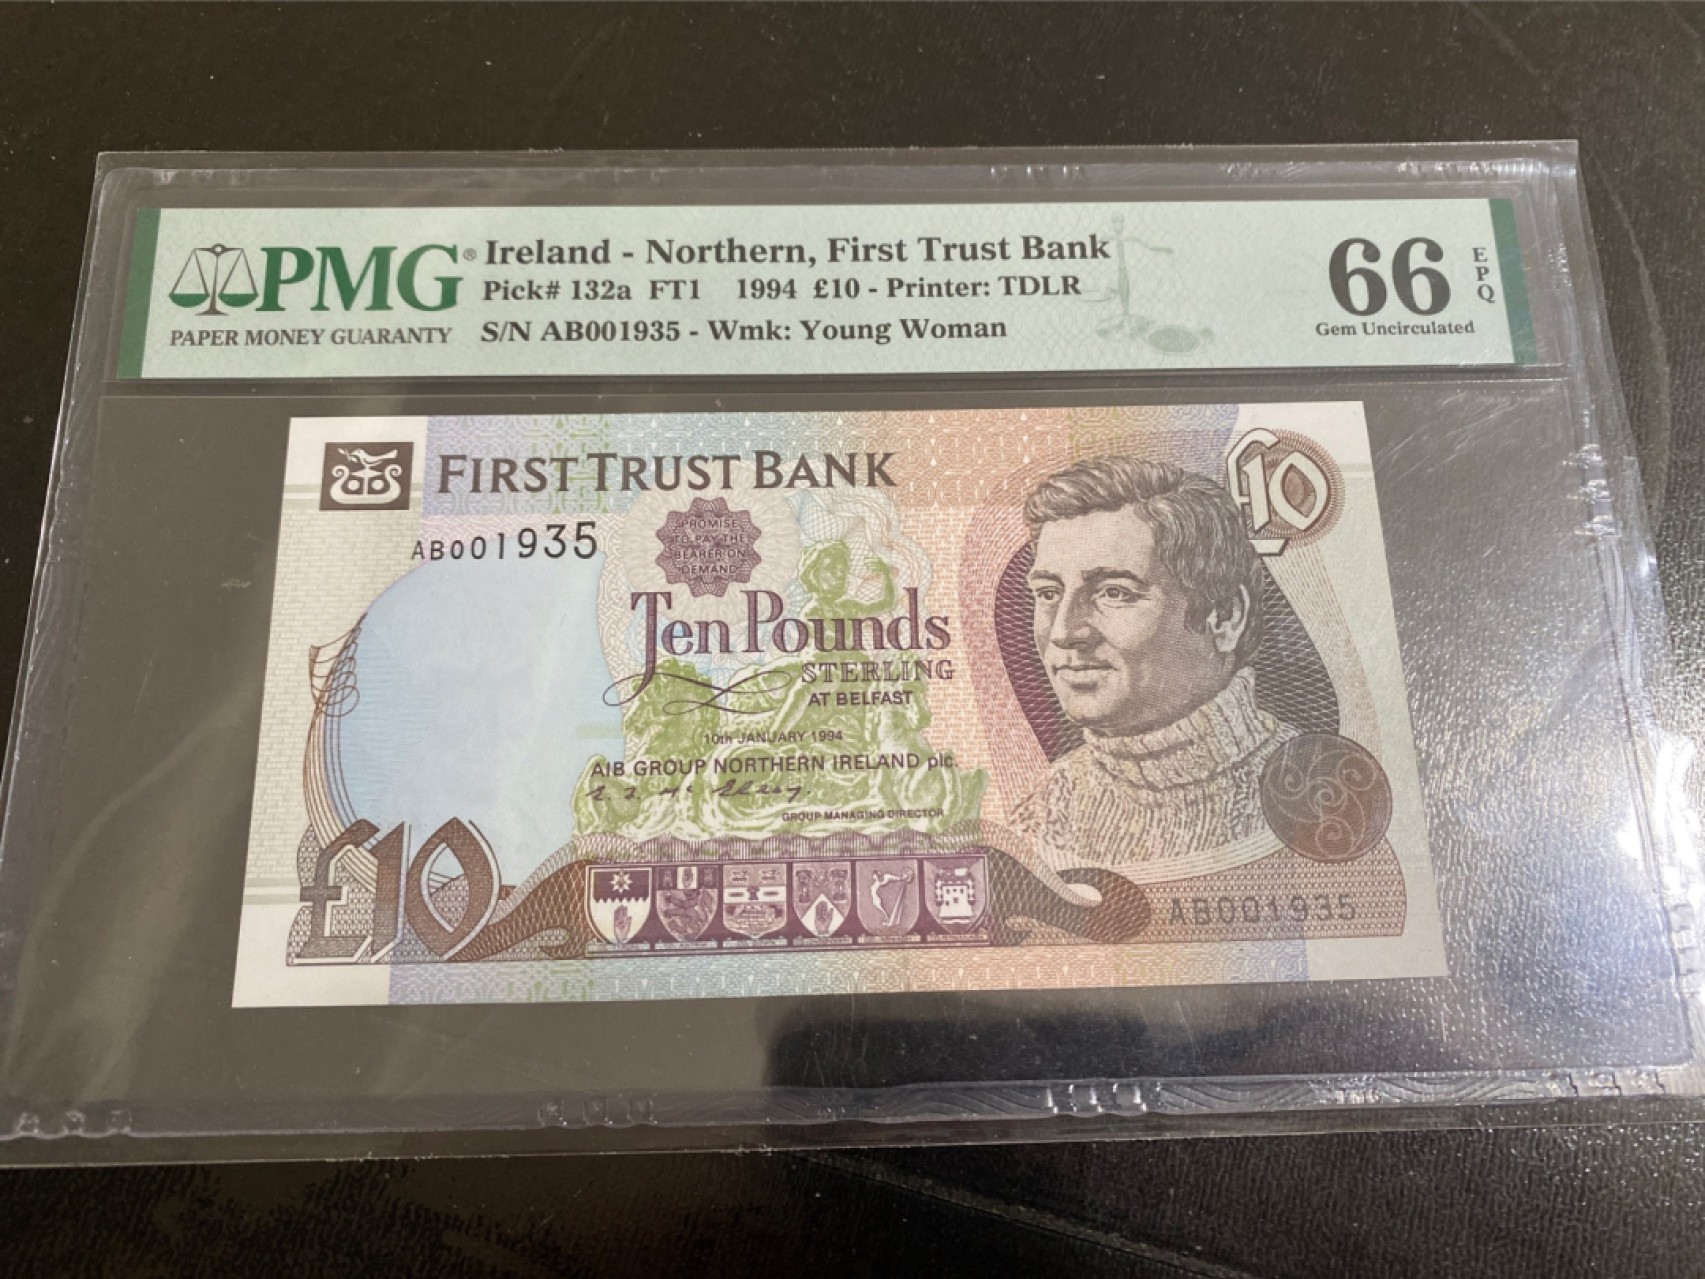 PMG®
PAPER MONEY GUARANTY
Ireland - Northern, First Trust Bank
Pick# 132a FT1 1994 £10 - Printer: TDLR
S/N AB001935 - Wmk: Young Woman
66 EPQ
Gem Uncirculated
FIRST TRUST BANK
£10
AB001935
PROMISE
TO PAY THE
BEARER ON
DEMAND
Ten Pounds
STERLING
AT BELFAST
10th JANUARY 1994
AIB GROUP NORTHERN IRELAND plc.
GROUP MANAGING DIRECTOR
£10
AB001935